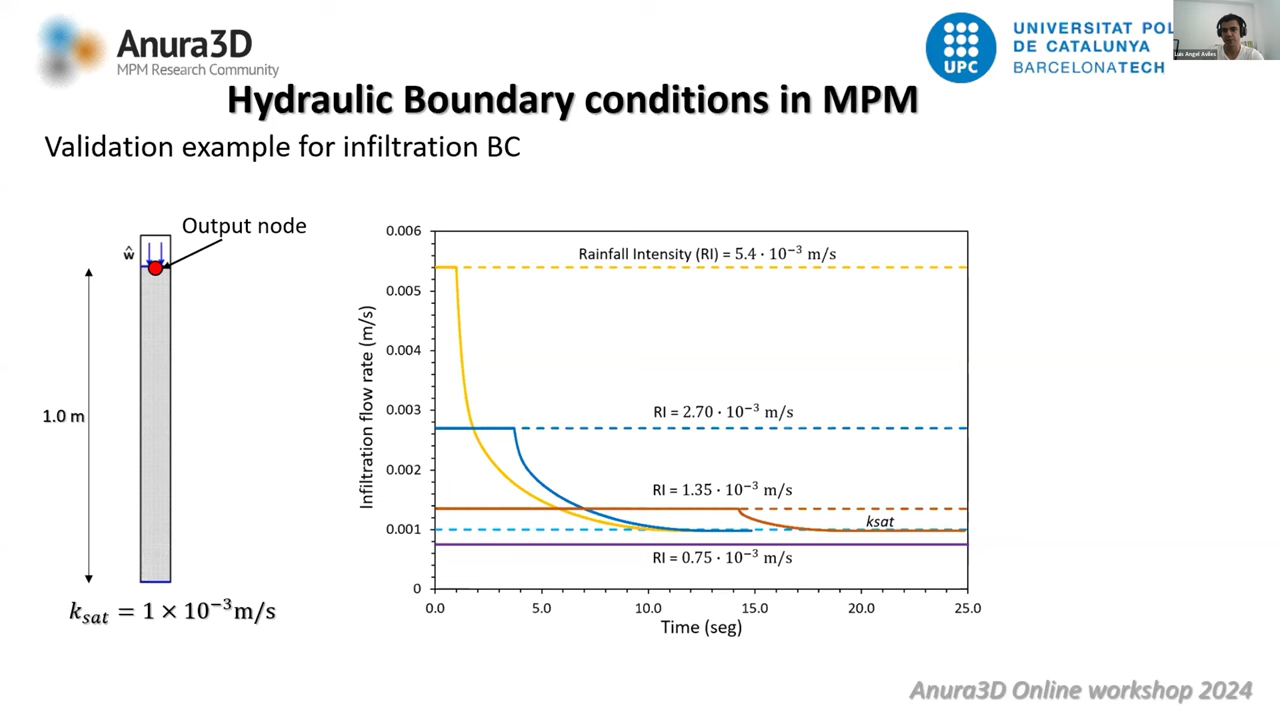 Anura3D
MPM Research Community
UPC
UNIVERSITAT POL
DE CATALUNYA
BARCELONATECH
Luis Angel Aviles
Hydraulic Boundary conditions in MPM
Validation example for infiltration BC
Output node
ŵ
1.0 m
k_sat = 1 × 10⁻³m/s
Infiltration flow rate (m/s)
0.006
0.005
0.004
0.003
0.002
0.001
0
Rainfall Intensity (RI) = 5.4 · 10⁻³ m/s
RI = 2.70 · 10⁻³ m/s
RI = 1.35 · 10⁻³ m/s
ksat
RI = 0.75 · 10⁻³ m/s
0.0 5.0 10.0 15.0 20.0 25.0
Time (seg)
Anura3D Online workshop 2024